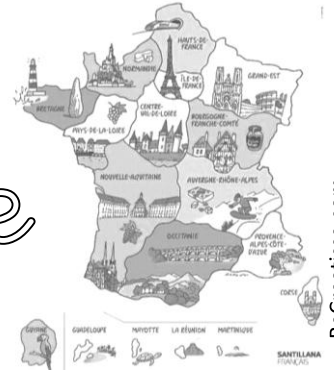 HAUTS-DE-
FRANCE
NORMANDIE
ÎLE-DE-
FRANCE
GRAND-EST
BRETAGNE
PAYS-DE-LA-LOIRE
CENTRE-
VAL-DE-LOIRE
BOURGOGNE-
FRANCHE-COMTÉ
NOUVELLE-AQUITAINE
AUVERGNE-RHÔNE-ALPES
OCCITANIE
PROVENCE-
ALPES-CÔTE-
D'AZUR
CORSE
GUYANE
GUADELOUPE
MAYOTTE
LA RÉUNION
MARTINIQUE
SANTILLANA
FRANÇAIS